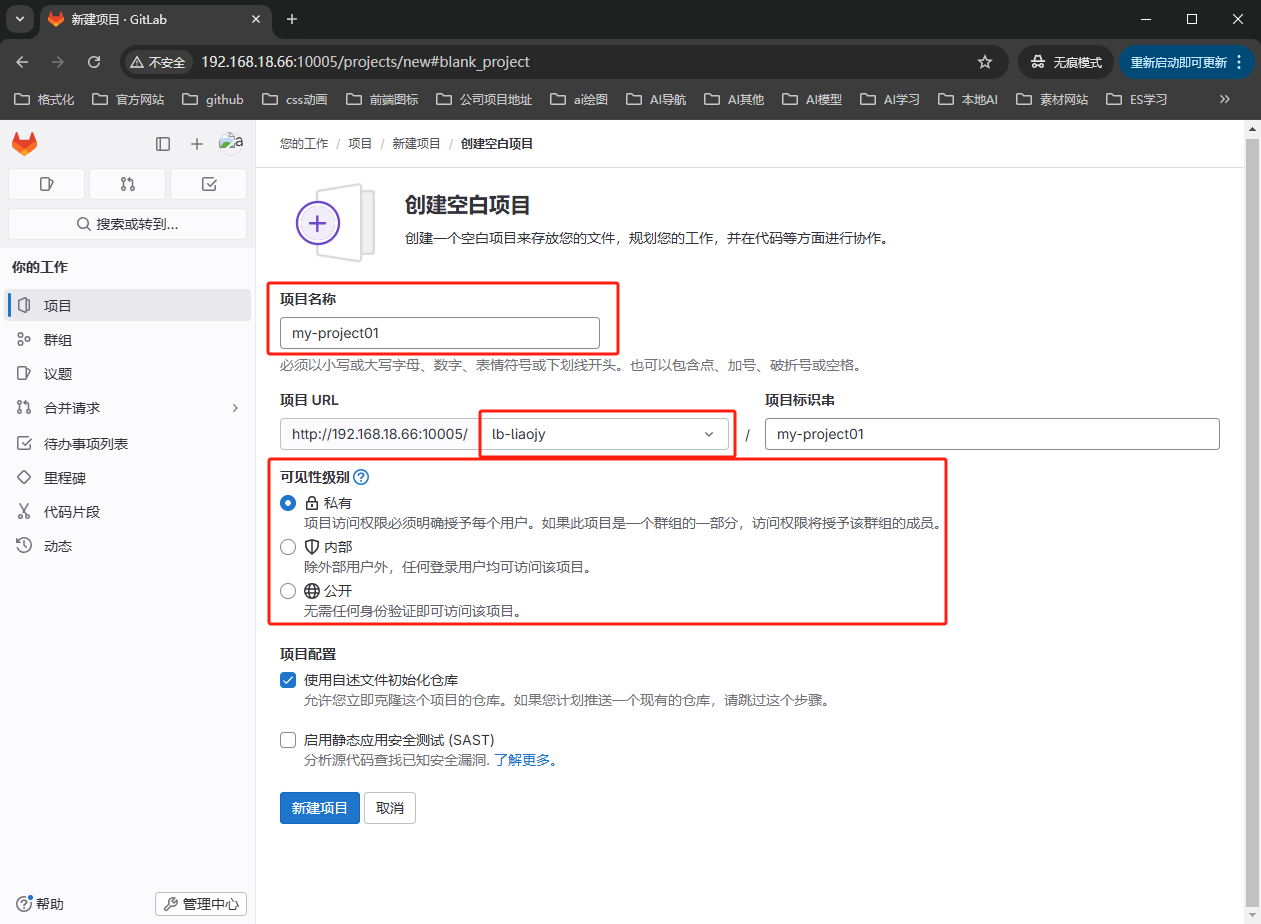 新建项目 · GitLab
不安全
192.168.18.66:10005/projects/new#blank_project
无痕模式
重新启动即可更新
格式化 官方网站 github css动画 前端图标 公司项目地址 ai绘图 AI导航 AI其他 AI模型 AI学习 本地AI 素材网站 ES学习
a
搜索或转到...
你的工作
项目
群组
议题
合并请求
待办事项列表
里程碑
代码片段
动态
帮助
管理中心
您的工作 / 项目 / 新建项目 / 创建空白项目
创建空白项目
创建一个空白项目来存放您的文件，规划您的工作，并在代码等方面进行协作。
项目名称
my-project01
必须以小写或大写字母、数字、表情符号或下划线开头。也可以包含点、加号、破折号或空格。
项目 URL
http://192.168.18.66:10005/ lb-liaojy /
项目标识串
my-project01
可见性级别
私有
项目访问权限必须明确授予每个用户。如果此项目是一个群组的一部分，访问权限将授予该群组的成员。
内部
除外部用户外，任何登录用户均可访问该项目。
公开
无需任何身份验证即可访问该项目。
项目配置
使用自述文件初始化仓库
允许您立即克隆这个项目的仓库。如果您计划推送一个现有的仓库，请跳过这个步骤。
启用静态应用安全测试 (SAST)
分析源代码查找已知安全漏洞. 了解更多。
新建项目 取消